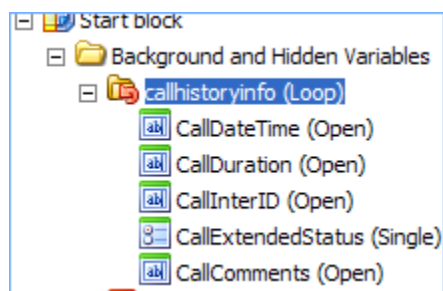 Start block
Background and Hidden Variables
callhistoryinfo (Loop)
CallDateTime (Open)
CallDuration (Open)
CallInterID (Open)
CallExtendedStatus (Single)
CallComments (Open)